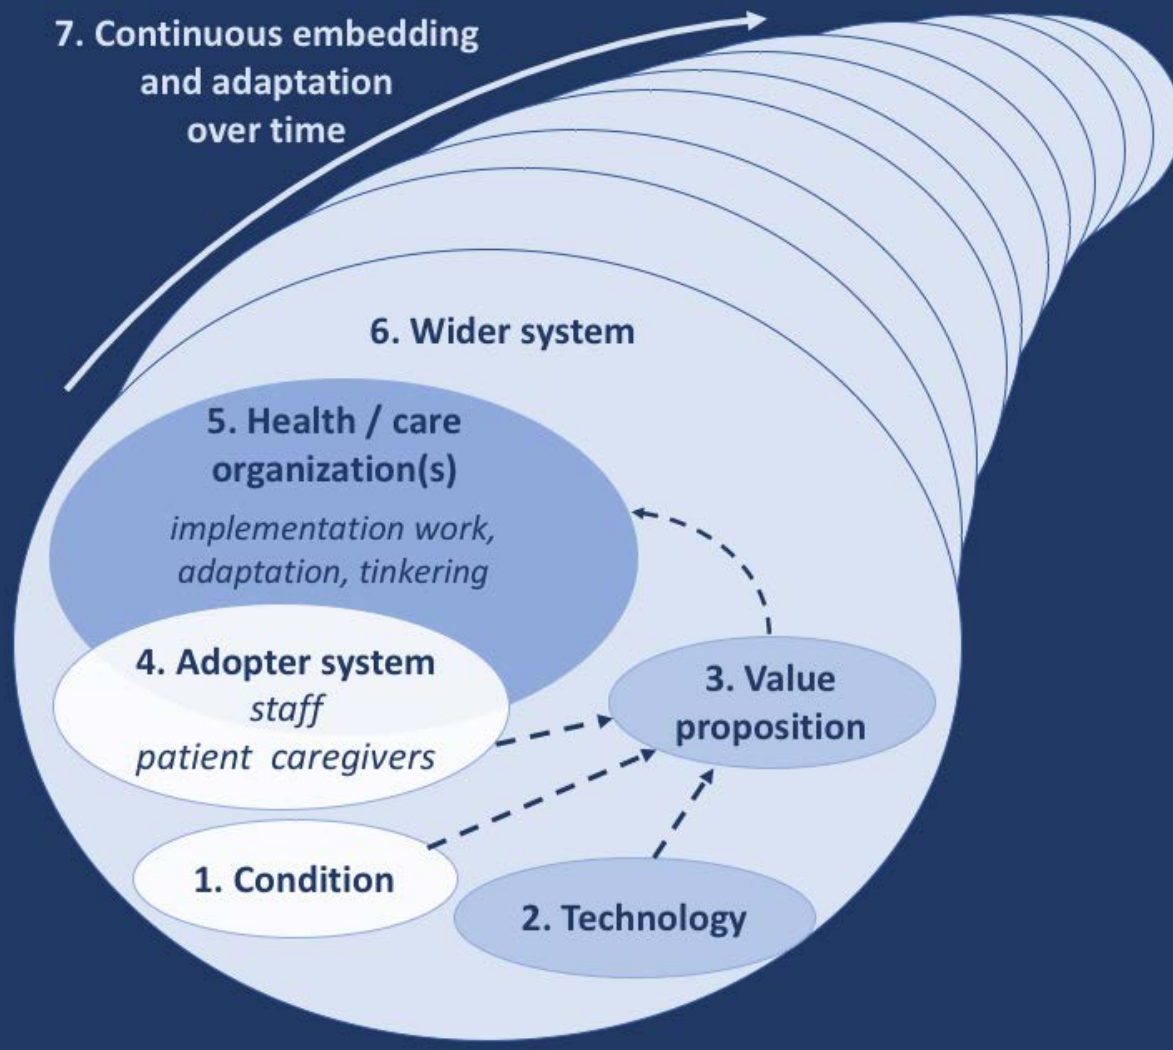 7. Continuous embedding
and adaptation
over time
6. Wider system
5. Health / care
organization(s)
implementation work,
adaptation, tinkering
4. Adopter system
staff
patient caregivers
3. Value
proposition
1. Condition
2. Technology